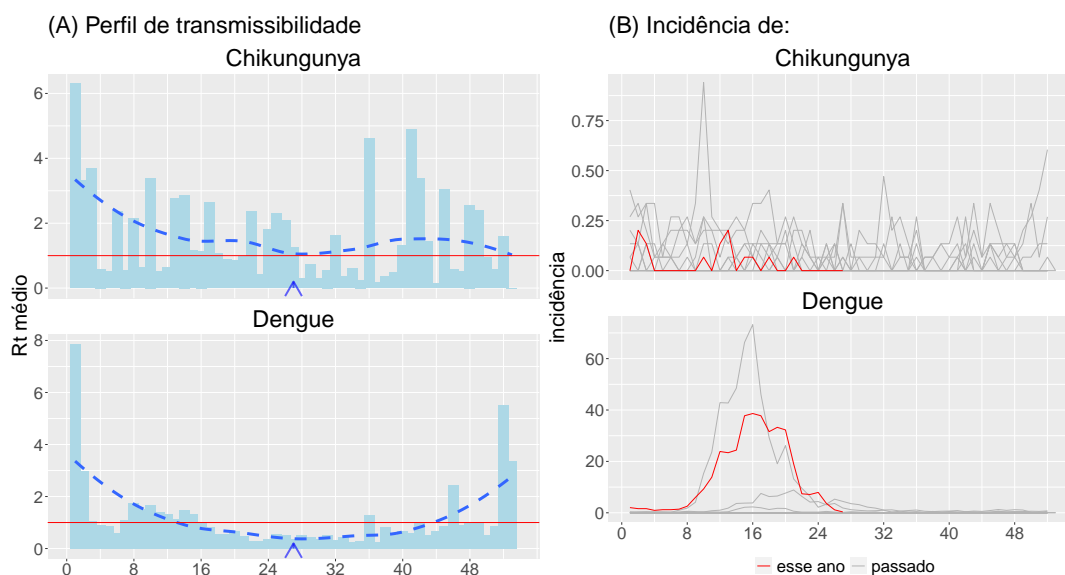 (A) Perfil de transmissibilidade
Chikungunya
6
4
2
0
Dengue
8
6
4
2
0
0 8 16 24 32 40 48
Rt médio
(B) Incidência de:
Chikungunya
0.75
0.50
0.25
0.00
Dengue
60
40
20
0
0 8 16 24 32 40 48
incidência
esse ano passado